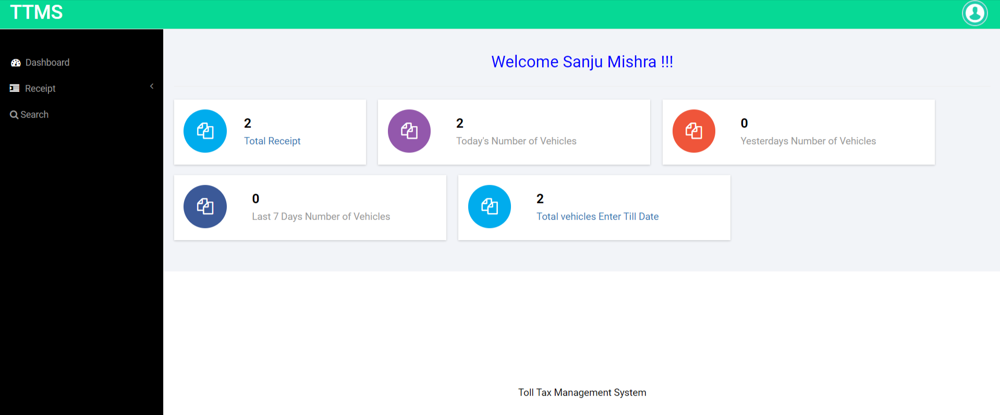 TTMS
Dashboard
Receipt
Search
Welcome Sanju Mishra !!!
2
Total Receipt
2
Today's Number of Vehicles
0
Yesterdays Number of Vehicles
0
Last 7 Days Number of Vehicles
2
Total vehicles Enter Till Date
Toll Tax Management System